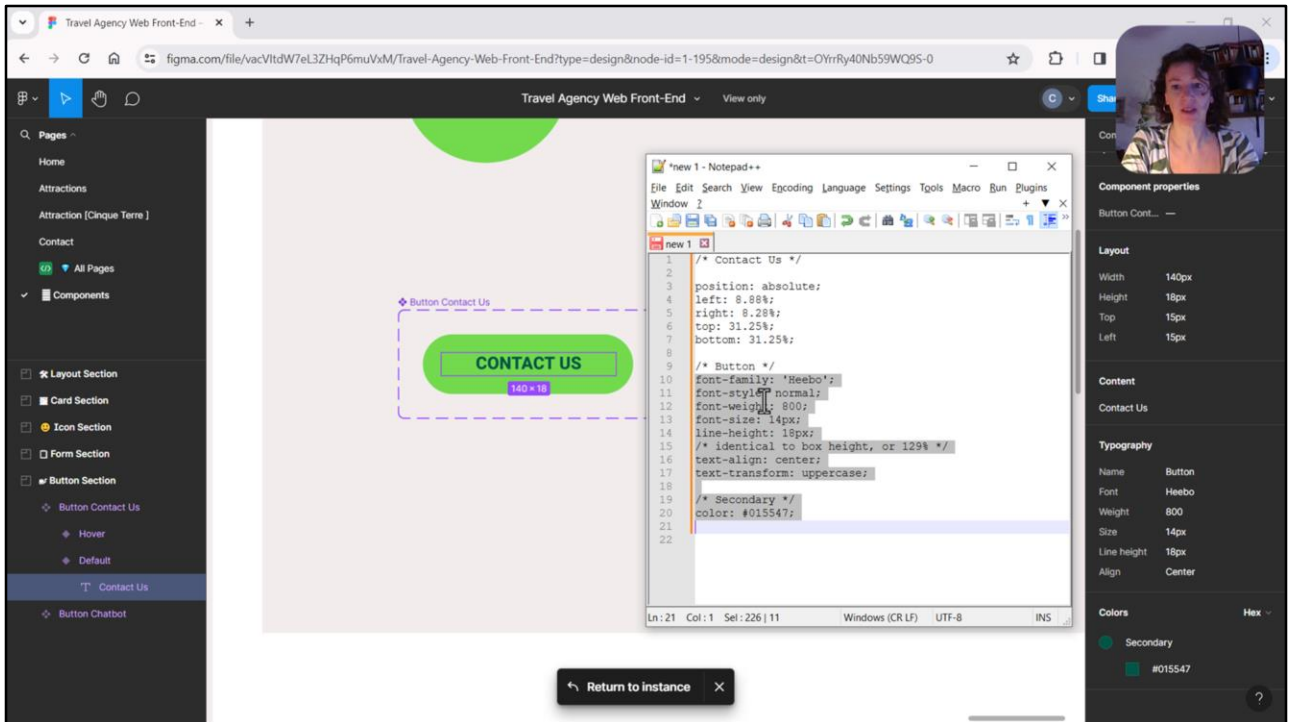 Travel Agency Web Front-End -
figma.com/file/vacVItdW7eL3ZHqP6muVxM/Travel-Agency-Web-Front-End?type=design&node-id=1-195&mode=design&t=OYrrRy40Nb59WQ9S-0
Travel Agency Web Front-End
View only
C
Pages
Home
Attractions
Attraction [Cinque Terre ]
Contact
All Pages
Components
Layout Section
Card Section
Icon Section
Form Section
Button Section
Button Contact Us
Hover
Default
Contact Us
Button Chatbot
Button Contact Us
CONTACT US
140 × 18
Return to instance
*new 1 - Notepad++
File Edit Search View Encoding Language Settings Tools Macro Run Plugins
Window ?
new 1
1 /* Contact Us */
2
3 position: absolute;
4 left: 8.88%;
5 right: 8.28%;
6 top: 31.25%;
7 bottom: 31.25%;
8
9 /* Button */
10 font-family: 'Heebo';
11 font-style: normal;
12 font-weight: 800;
13 font-size: 14px;
14 line-height: 18px;
15 /* identical to box height, or 129% */
16 text-align: center;
17 text-transform: uppercase;
18
19 /* Secondary */
20 color: #015547;
21
22
Ln : 21 Col : 1 Sel : 226 | 11 Windows (CR LF) UTF-8 INS
Component properties
Button Cont... —
Layout
Width 140px
Height 18px
Top 15px
Left 15px
Content
Contact Us
Typography
Name Button
Font Heebo
Weight 800
Size 14px
Line height 18px
Align Center
Colors Hex
Secondary
#015547
?